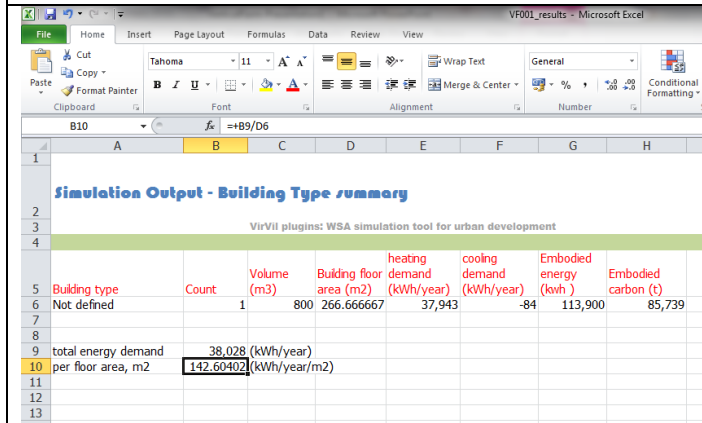 VF001_results - Microsoft Excel
File Home Insert Page Layout Formulas Data Review View
Paste
Cut
Copy
Format Painter
Clipboard
Tahoma 11 A A
B I U A
Font
Wrap Text
Merge & Center
Alignment
General
% , .0 .00 .00 .0
Number
Conditional
Formatting
B10 fx =+B9/D6
A B C D E F G H
1
2 Simulation Output - Building Type summary
3 VirVil plugins: WSA simulation tool for urban development
4
5 Building type Count Volume (m3) Building floor area (m2) heating demand (kWh/year) cooling demand (kWh/year) Embodied energy (kwh ) Embodied carbon (t)
6 Not defined 1 800 266.666667 37,943 -84 113,900 85,739
7
8
9 total energy demand 38,028 (kWh/year)
10 per floor area, m2 142.60402 (kWh/year/m2)
11
12
13